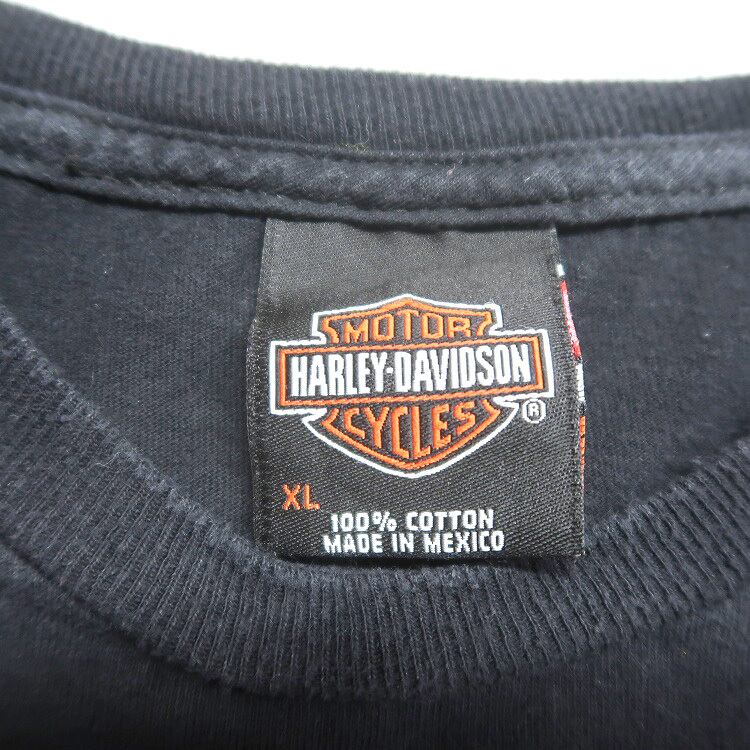 MOTOR
HARLEY-DAVIDSON
CYCLES
®
XL
100% COTTON
MADE IN MEXICO